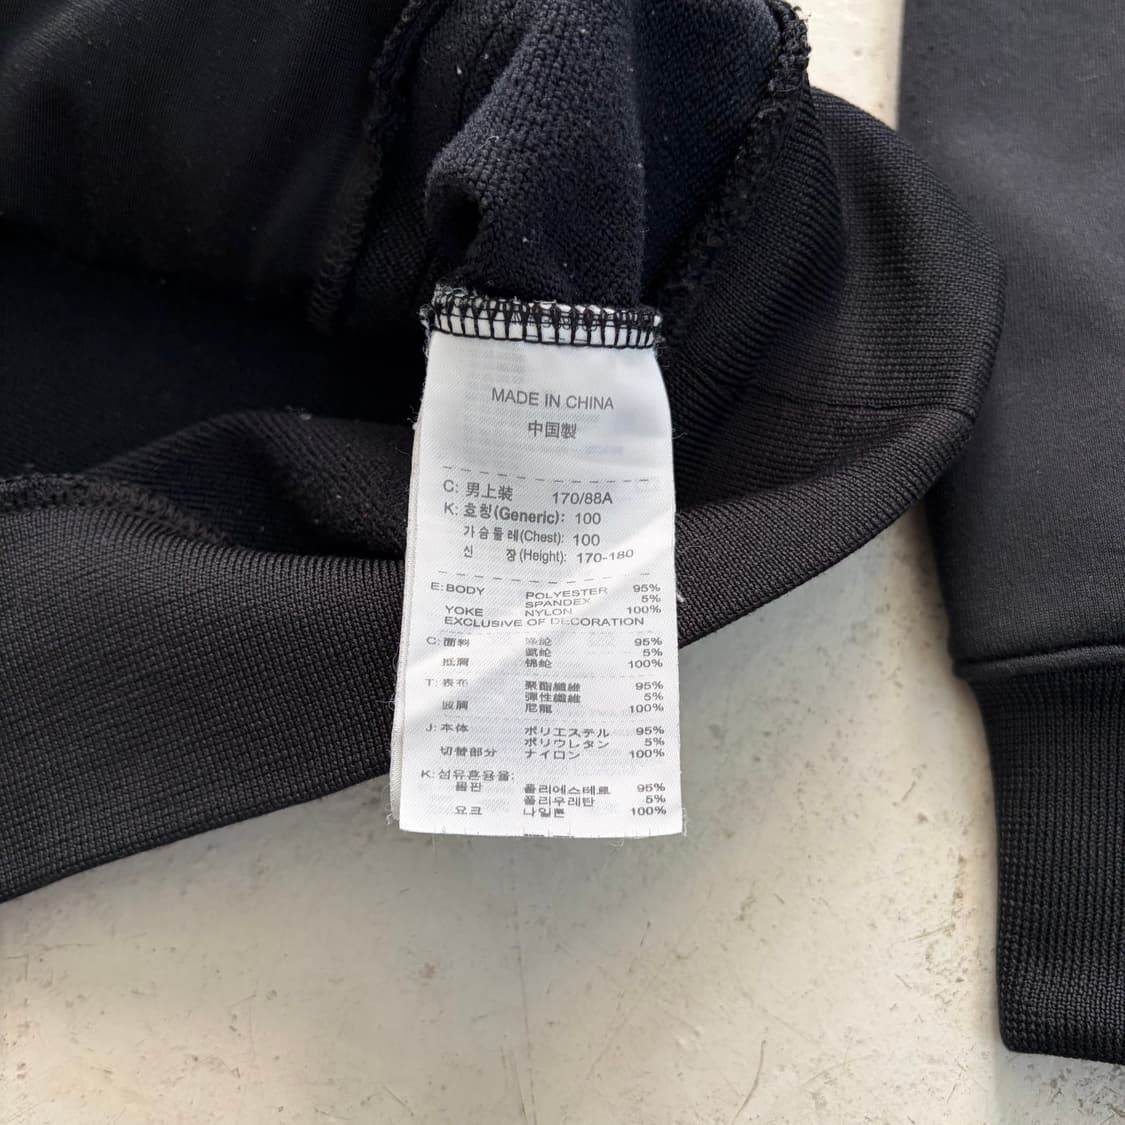 MADE IN CHINA
中国製
C: 男上装 170/88A
K: 호칭(Generic): 100
가슴둘레(Chest): 100
신 장(Height): 170-180
E: BODY POLYESTER 95%
SPANDEX 5%
YOKE NYLON 100%
EXCLUSIVE OF DECORATION
C: 面料 涤纶 95%
氨纶 5%
锦纶 100%
T: 表布 聚酯纖維 95%
彈性纖維 5%
尼龍 100%
J: 本体 ポリエステル 95%
ポリウレタン 5%
切替部分 ナイロン 100%
K: 섬유혼용율:
몸판 폴리에스테르 95%
폴리우레탄 5%
요크 나일론 100%